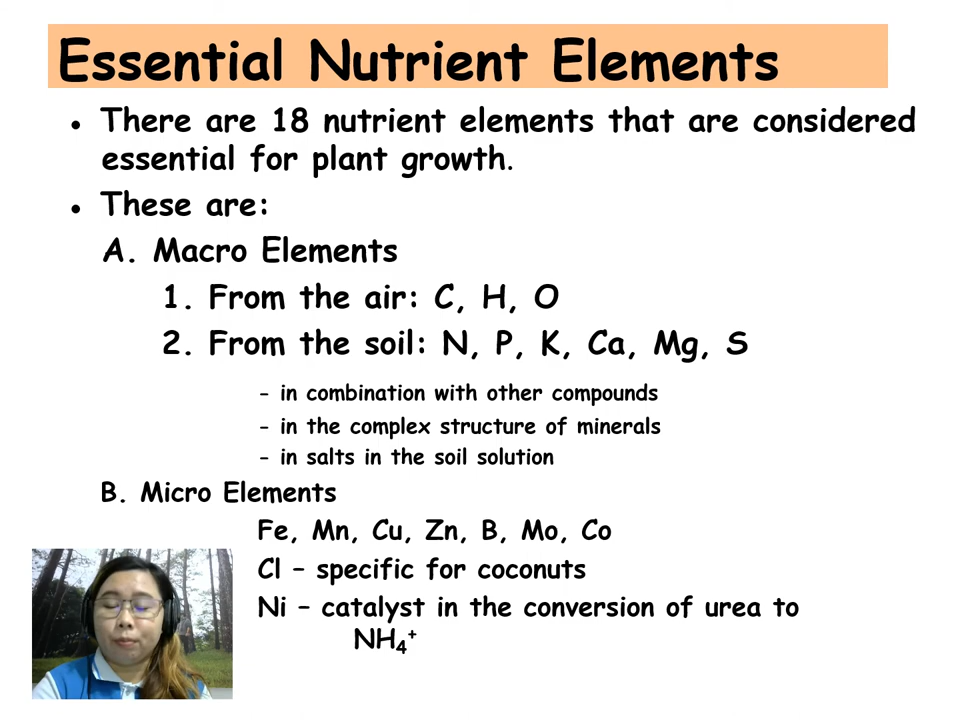 Essential Nutrient Elements
• There are 18 nutrient elements that are considered
essential for plant growth.
• These are:
A. Macro Elements
1. From the air: C, H, O
2. From the soil: N, P, K, Ca, Mg, S
- in combination with other compounds
- in the complex structure of minerals
- in salts in the soil solution
B. Micro Elements
Fe, Mn, Cu, Zn, B, Mo, Co
Cl – specific for coconuts
Ni – catalyst in the conversion of urea to
NH₄⁺